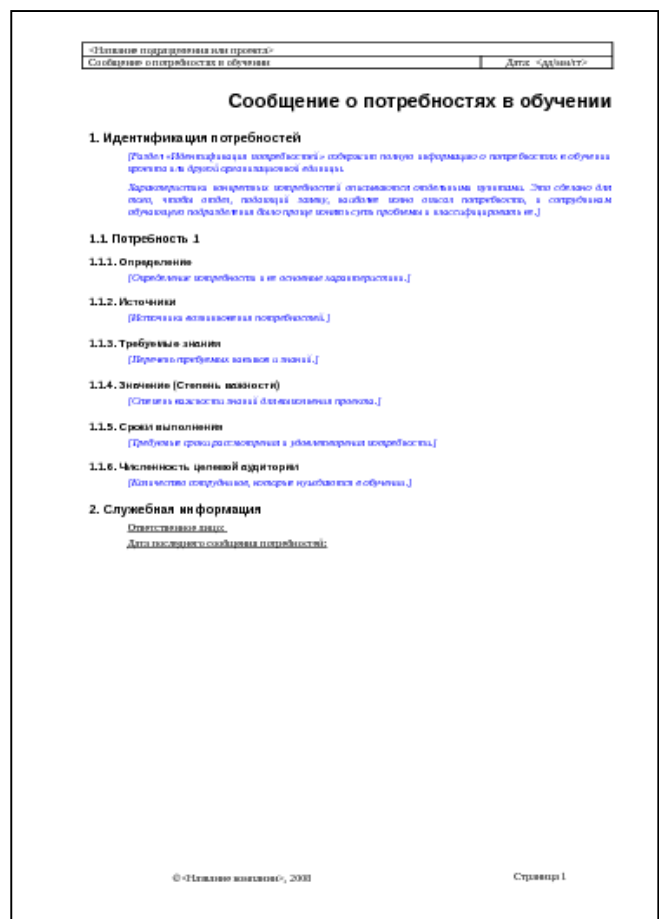 <Название подразделения или проекта>
Сообщение о потребностях в обучении
Дата: <дд/мм/гг>
Сообщение о потребностях в обучении
1. Идентификация потребностей
[Раздел «Идентификация потребностей» содержит полную информацию о потребностях в обучении
проекта или другой организационной единицы.
Характеристики конкретных потребностей описываются отдельными пунктами. Это сделано для
того, чтобы отдел, подающий заявку, наиболее полно описал потребности, и сотрудникам
обучающего подразделения было проще понять суть проблемы и классифицировать ее.]
1.1. Потребность 1
1.1.1. Определение
[Определение потребности и ее основные характеристики.]
1.1.2. Источники
[Источники возникновения потребностей.]
1.1.3. Требуемые знания
[Перечень требуемых навыков и знаний.]
1.1.4. Значение (Степень важности)
[Степень важности знаний для выполнения проекта.]
1.1.5. Сроки выполнения
[Требуемые сроки рассмотрения и удовлетворения потребности.]
1.1.6. Численность целевой аудитории
[Количество сотрудников, которые нуждаются в обучении.]
2. Служебная информация
Ответственное лицо:
Дата последнего сообщения потребностей:
©<Название компании>, 2008
Страница 1